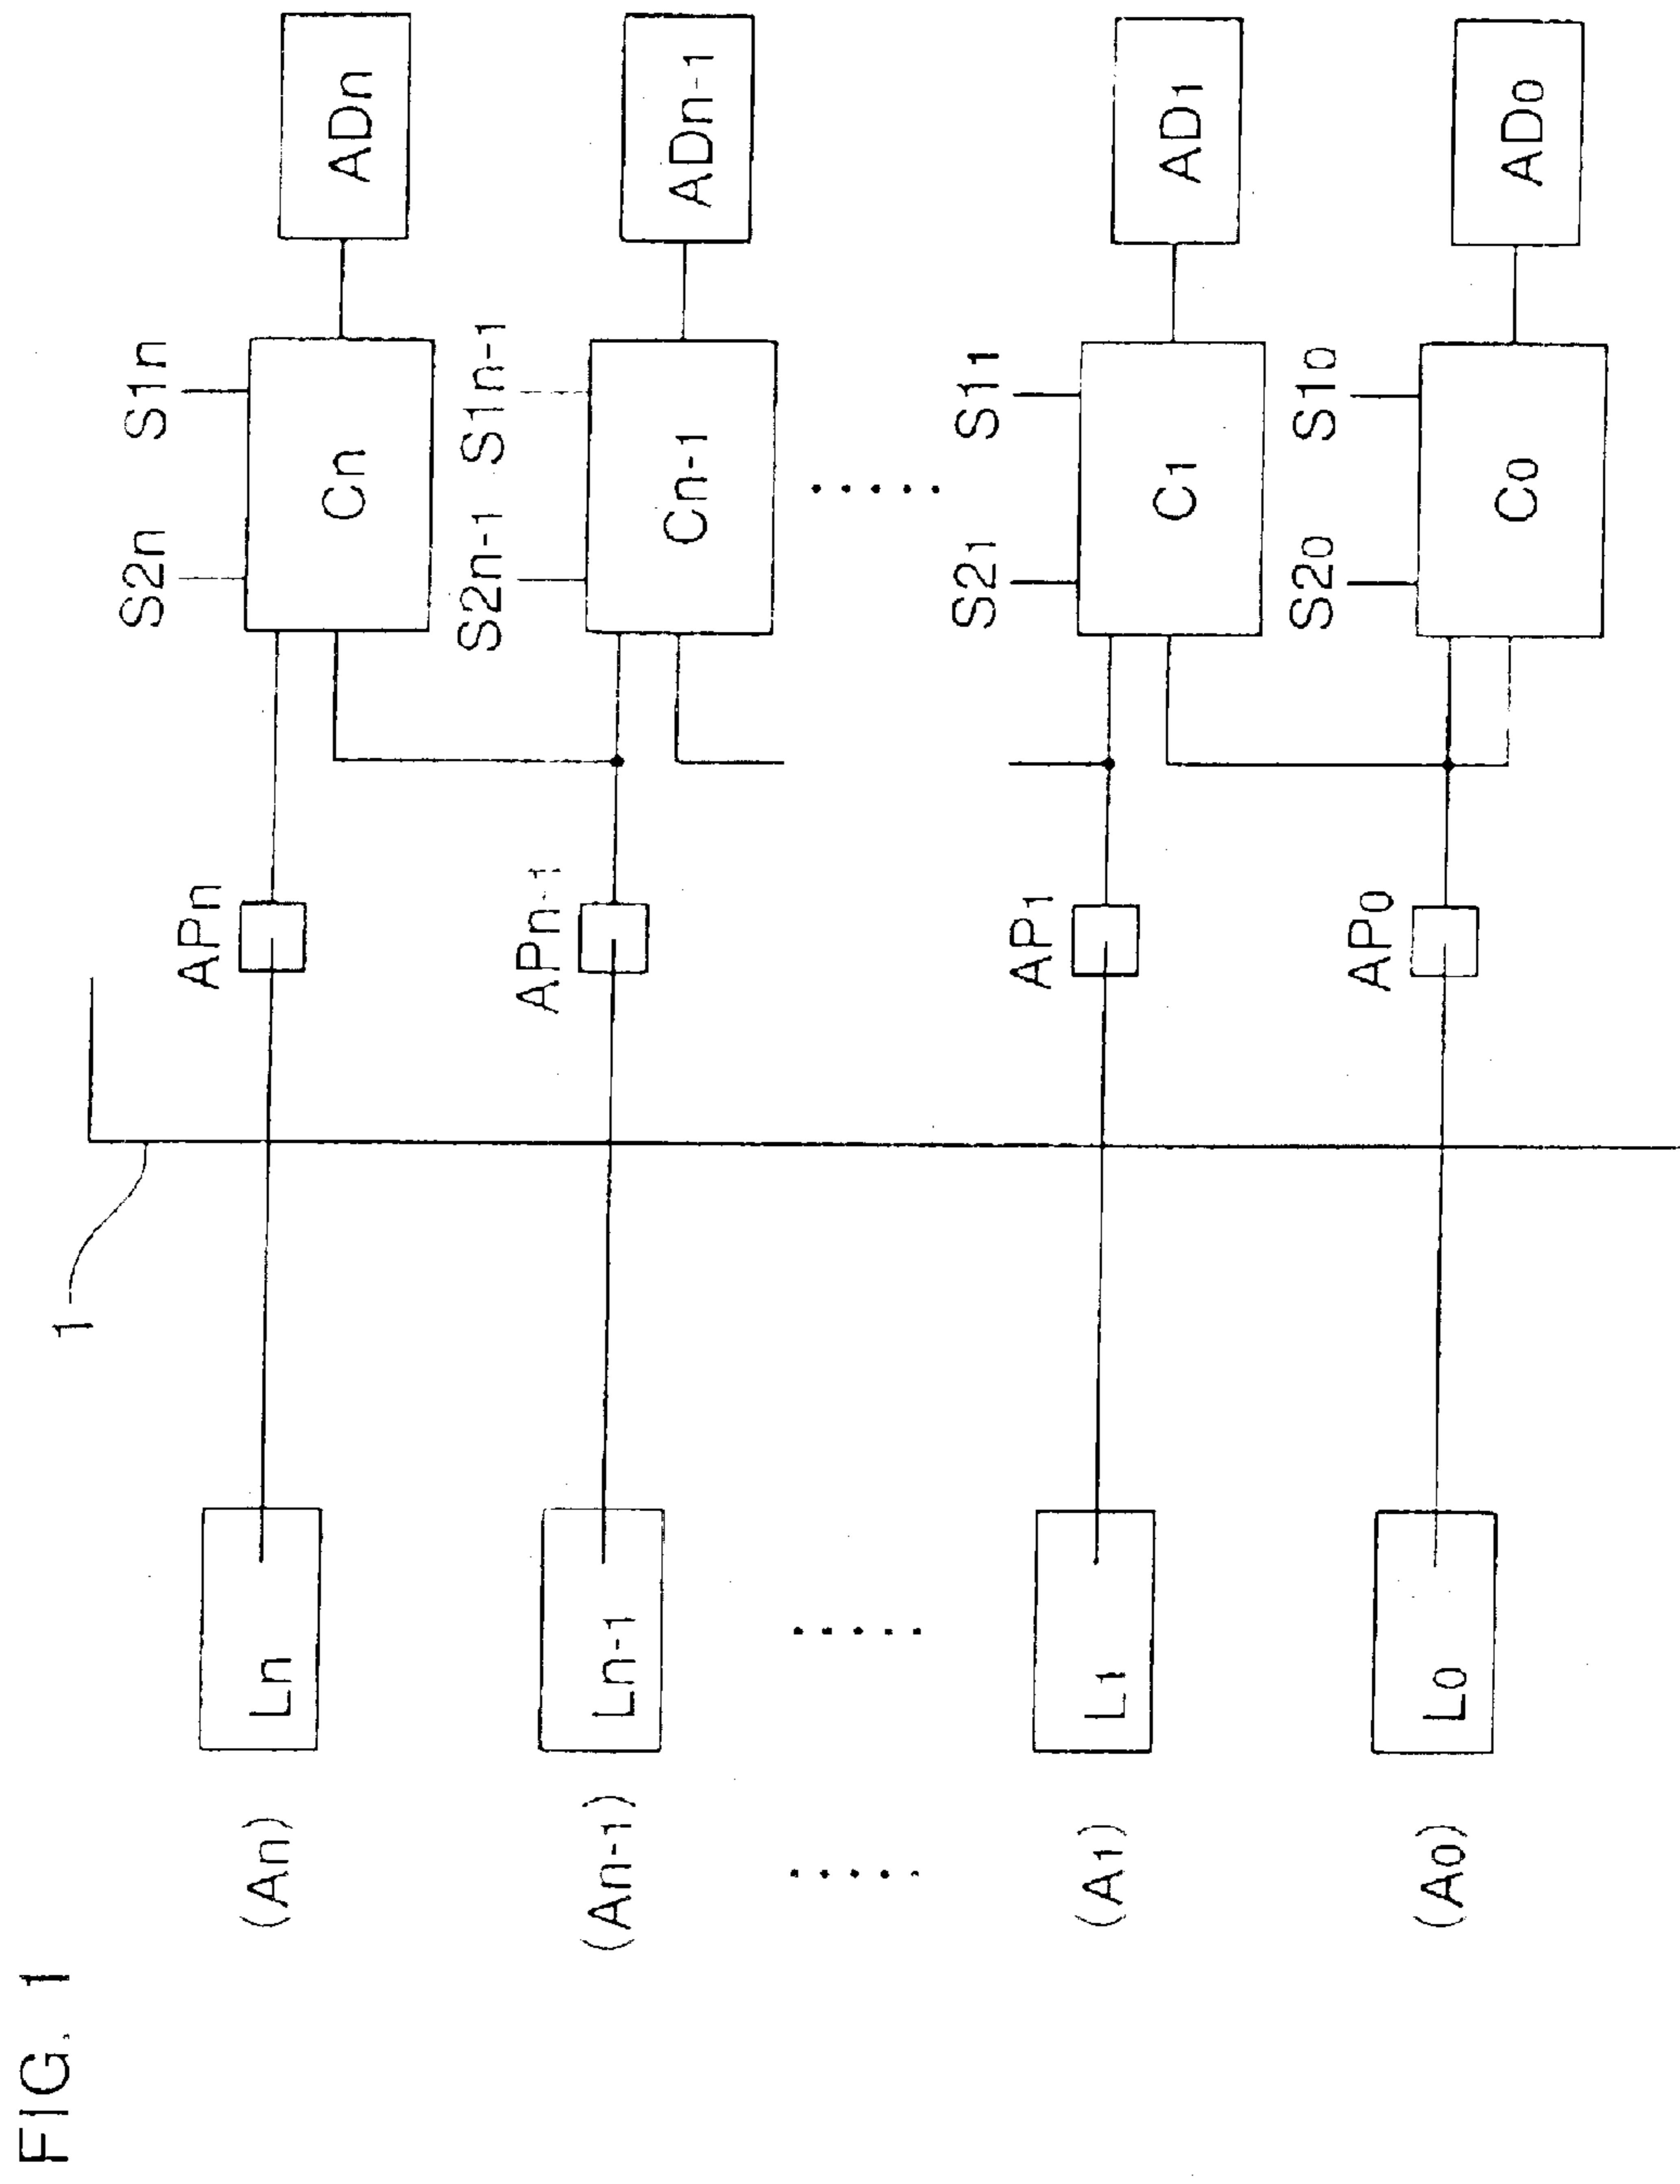 FIG. 1
1
(An) Ln APn S2n Cn S1n ADn
(An-1) Ln-1 APn-1 S2n-1 Cn-1 S1n-1 ADn-1
(A1) L1 AP1 S21 C1 S11 AD1
(A0) L0 AP0 S20 C0 S10 AD0